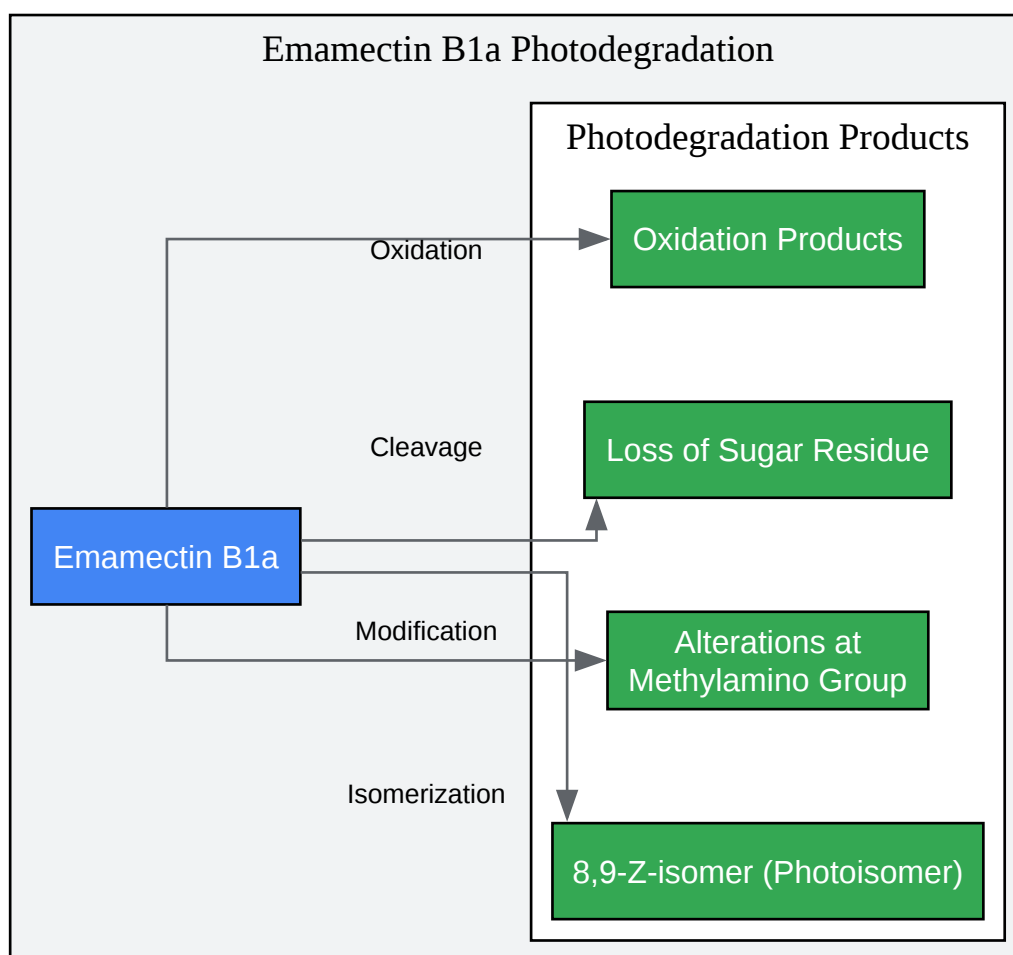 Emamectin B1a Photodegradation
Photodegradation Products
Oxidation
Oxidation Products
Cleavage
Loss of Sugar Residue
Emamectin B1a
Modification
Alterations at
Methylamino Group
Isomerization
8,9-Z-isomer (Photoisomer)